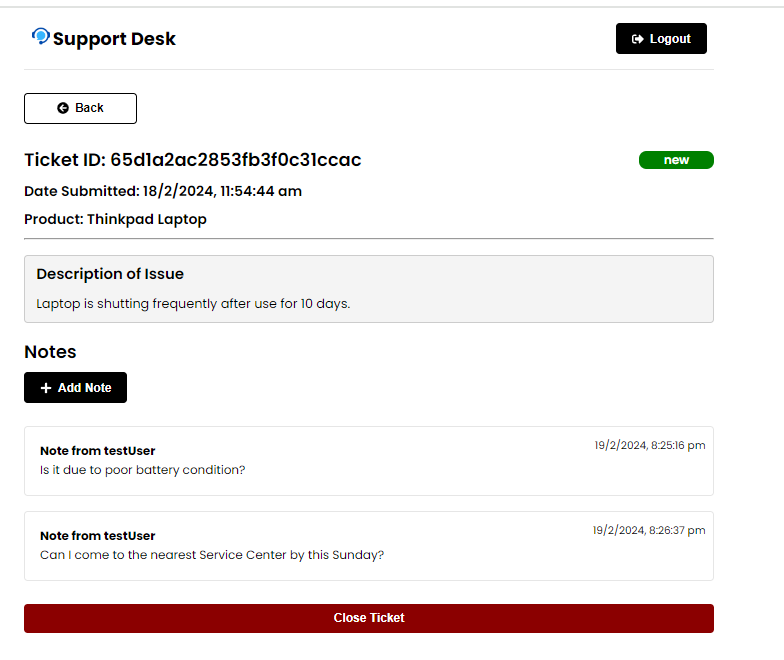 Support Desk
Logout
Back
Ticket ID: 65d1a2ac2853fb3f0c31ccac
new
Date Submitted: 18/2/2024, 11:54:44 am
Product: Thinkpad Laptop
Description of Issue
Laptop is shutting frequently after use for 10 days.
Notes
+ Add Note
Note from testUser
19/2/2024, 8:25:16 pm
Is it due to poor battery condition?
Note from testUser
19/2/2024, 8:26:37 pm
Can I come to the nearest Service Center by this Sunday?
Close Ticket